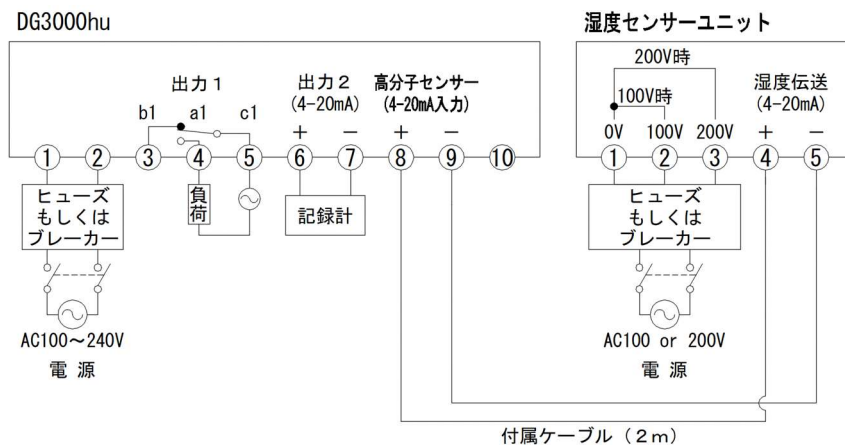 DG3000hu
湿度センサーユニット
出力1
b1 a1 c1
出力2
(4-20mA)
+ −
高分子センサー
(4-20mA入力)
+ −
1 2 3 4 5 6 7 8 9 10
ヒューズ
もしくは
ブレーカー
負荷
記録計
AC100～240V
電 源
200V時
100V時
0V 100V 200V
湿度伝送
(4-20mA)
+ −
1 2 3 4 5
ヒューズ
もしくは
ブレーカー
AC100 or 200V
電 源
付属ケーブル（2m）